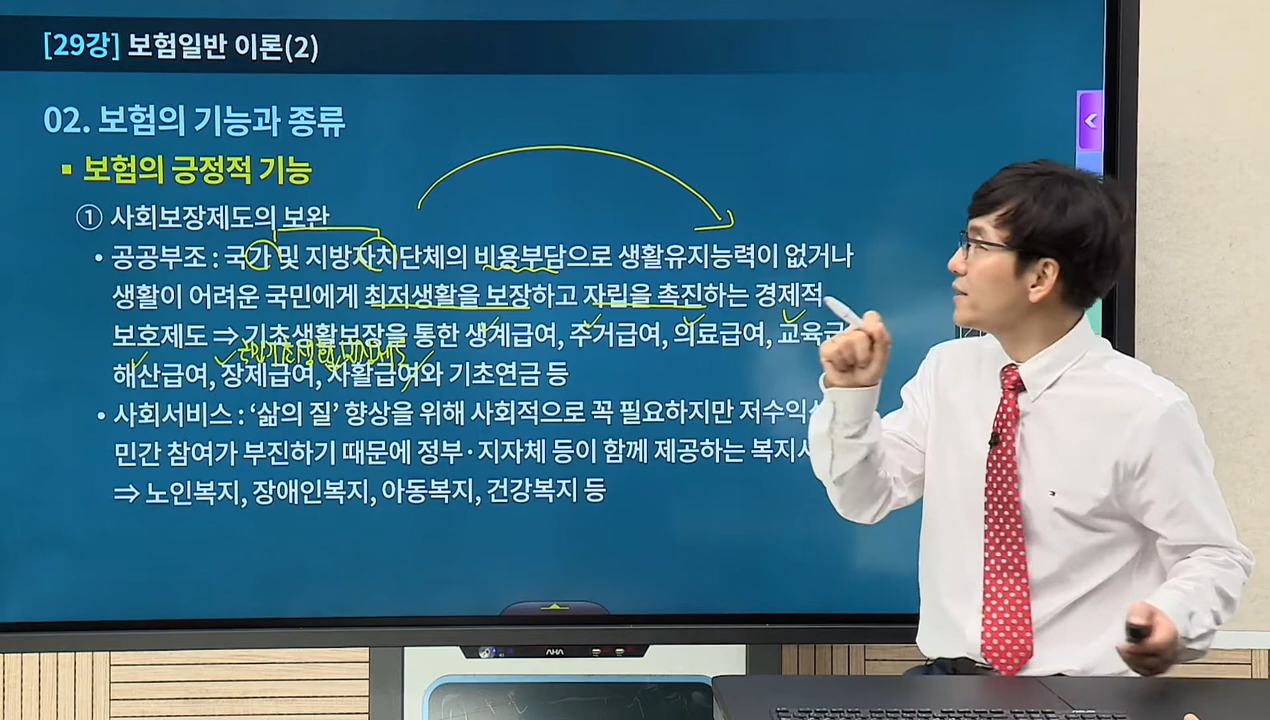 [29강] 보험일반 이론(2)
02. 보험의 기능과 종류
▪ 보험의 긍정적 기능
① 사회보장제도의 보완
• 공공부조 : 국가 및 지방자치단체의 비용부담으로 생활유지능력이 없거나
생활이 어려운 국민에게 최저생활을 보장하고 자립을 촉진하는 경제적
보호제도 ⇒ 기초생활보장을 통한 생계급여, 주거급여, 의료급여, 교육급
해산급여, 장제급여, 자활급여와 기초연금 등
• 사회서비스 : ‘삶의 질’ 향상을 위해 사회적으로 꼭 필요하지만
민간 참여가 부진하기 때문에 정부·지자체 등이 함께 제공하는
⇒ 노인복지, 장애인복지, 아동복지, 건강복지 등
AHA